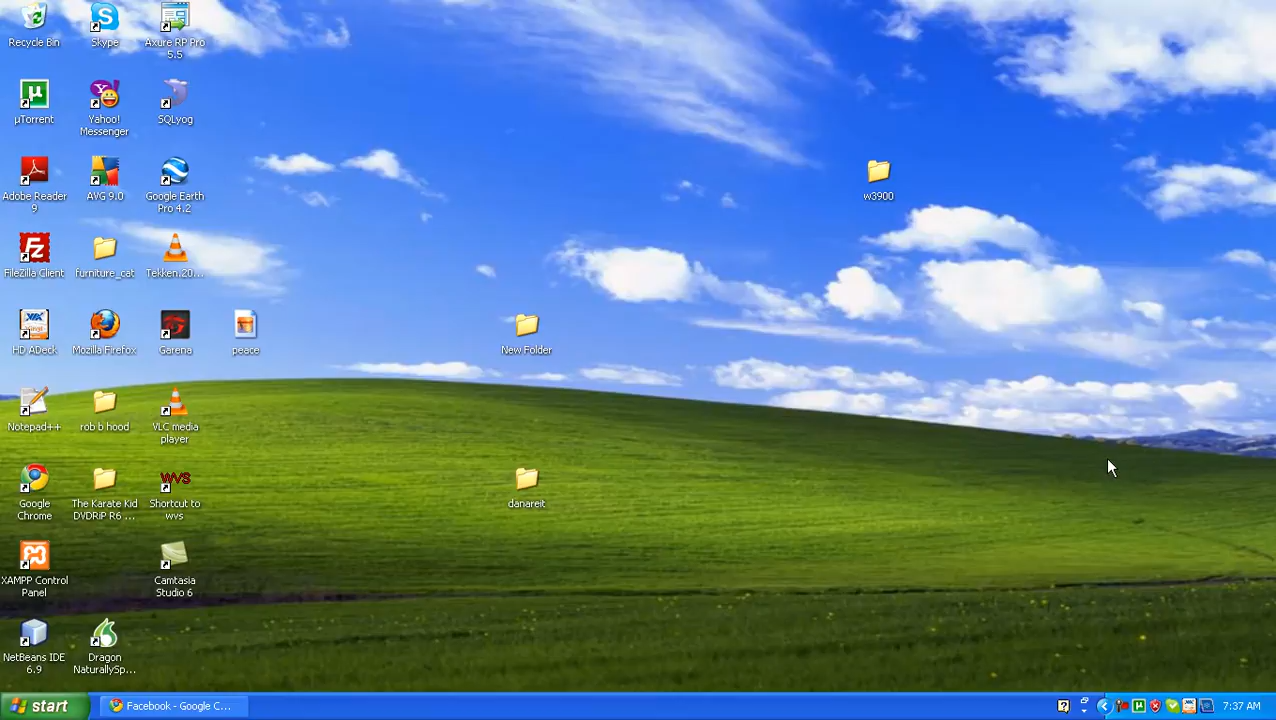 Recycle Bin
Skype
Axure RP Pro
5.5
µTorrent
Yahoo!
Messenger
SQLyog
w3900
Adobe Reader
9
AVG 9.0
Google Earth
Pro 4.2
FileZilla Client
furniture_cat
Tekken.20...
HD ADeck
Mozilla Firefox
Garena
peace
New Folder
Notepad++
rob b hood
VLC media
player
Google
Chrome
The Karate Kid
DVDRiP R6 ...
WVS
Shortcut to
wvs
danareit
XAMPP Control
Panel
Camtasia
Studio 6
NetBeans IDE
6.9
Dragon
NaturallySp...
start
Facebook - Google C...
7:37 AM